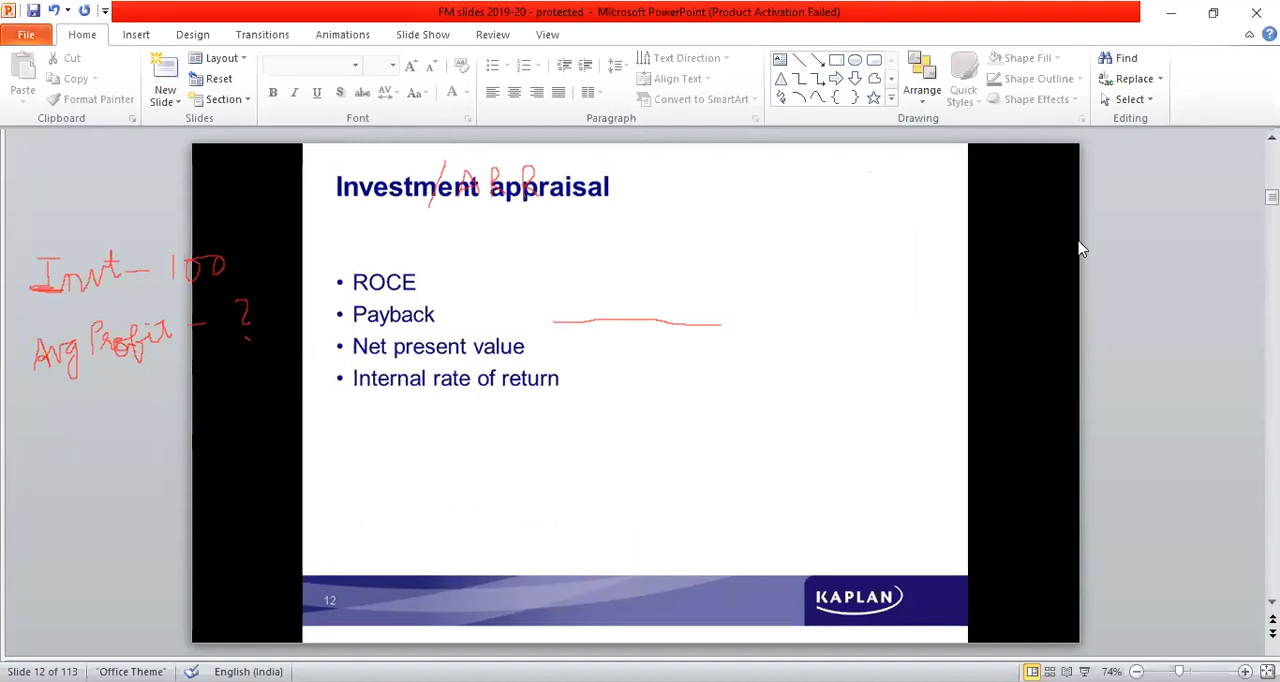 FM slides 2019-20 - protected - Microsoft PowerPoint (Product Activation Failed)
File Home Insert Design Transitions Animations Slide Show Review View
Paste
Cut
Copy
Format Painter
Clipboard
New Slide
Layout
Reset
Section
Slides
B I U S abc AV Aa A
Font
Text Direction
Align Text
Convert to SmartArt
Paragraph
Arrange
Quick Styles
Shape Fill
Shape Outline
Shape Effects
Drawing
Find
Replace
Select
Editing
/ A R R
Investment appraisal
Invt - 100
Avg Profit - ?
• ROCE
• Payback
• Net present value
• Internal rate of return
12
KAPLAN
Slide 12 of 113 "Office Theme" English (India) 74%